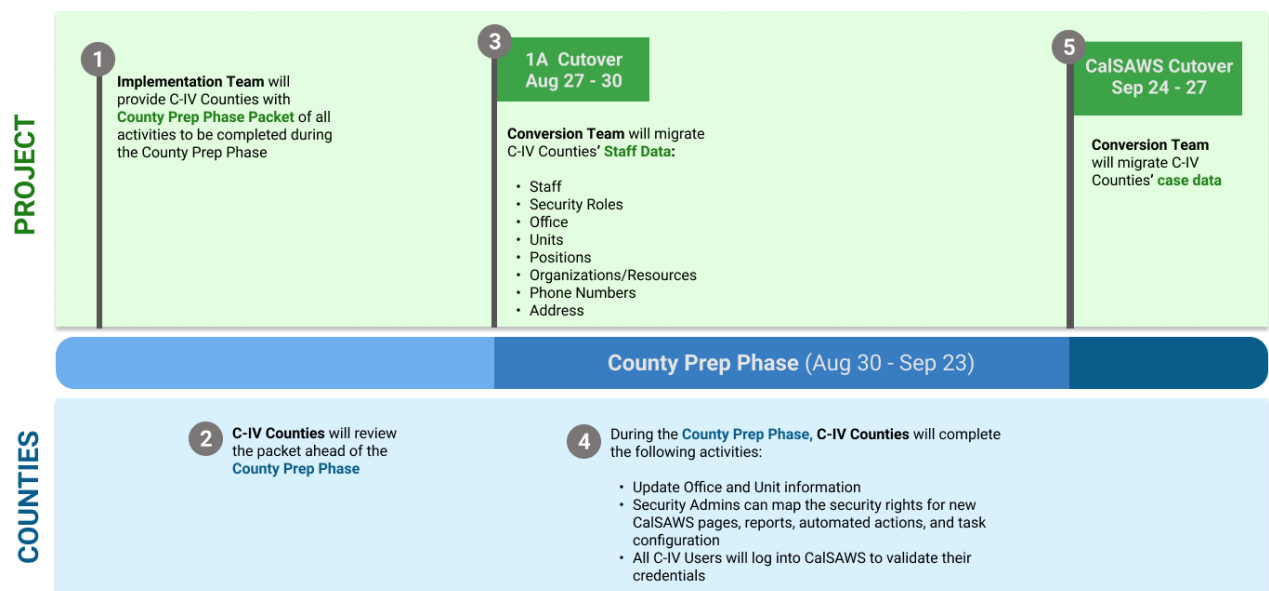 PROJECT
1
Implementation Team will
provide C-IV Counties with
County Prep Phase Packet of all
activities to be completed during
the County Prep Phase
3
1A Cutover
Aug 27 - 30
Conversion Team will migrate
C-IV Counties' Staff Data:
• Staff
• Security Roles
• Office
• Units
• Positions
• Organizations/Resources
• Phone Numbers
• Address
5
CalSAWS Cutover
Sep 24 - 27
Conversion Team
will migrate C-IV
Counties' case data
County Prep Phase (Aug 30 - Sep 23)
COUNTIES
2
C-IV Counties will review
the packet ahead of the
County Prep Phase
4
During the County Prep Phase, C-IV Counties will complete
the following activities:
• Update Office and Unit information
• Security Admins can map the security rights for new
CalSAWS pages, reports, automated actions, and task
configuration
• All C-IV Users will log into CalSAWS to validate their
credentials